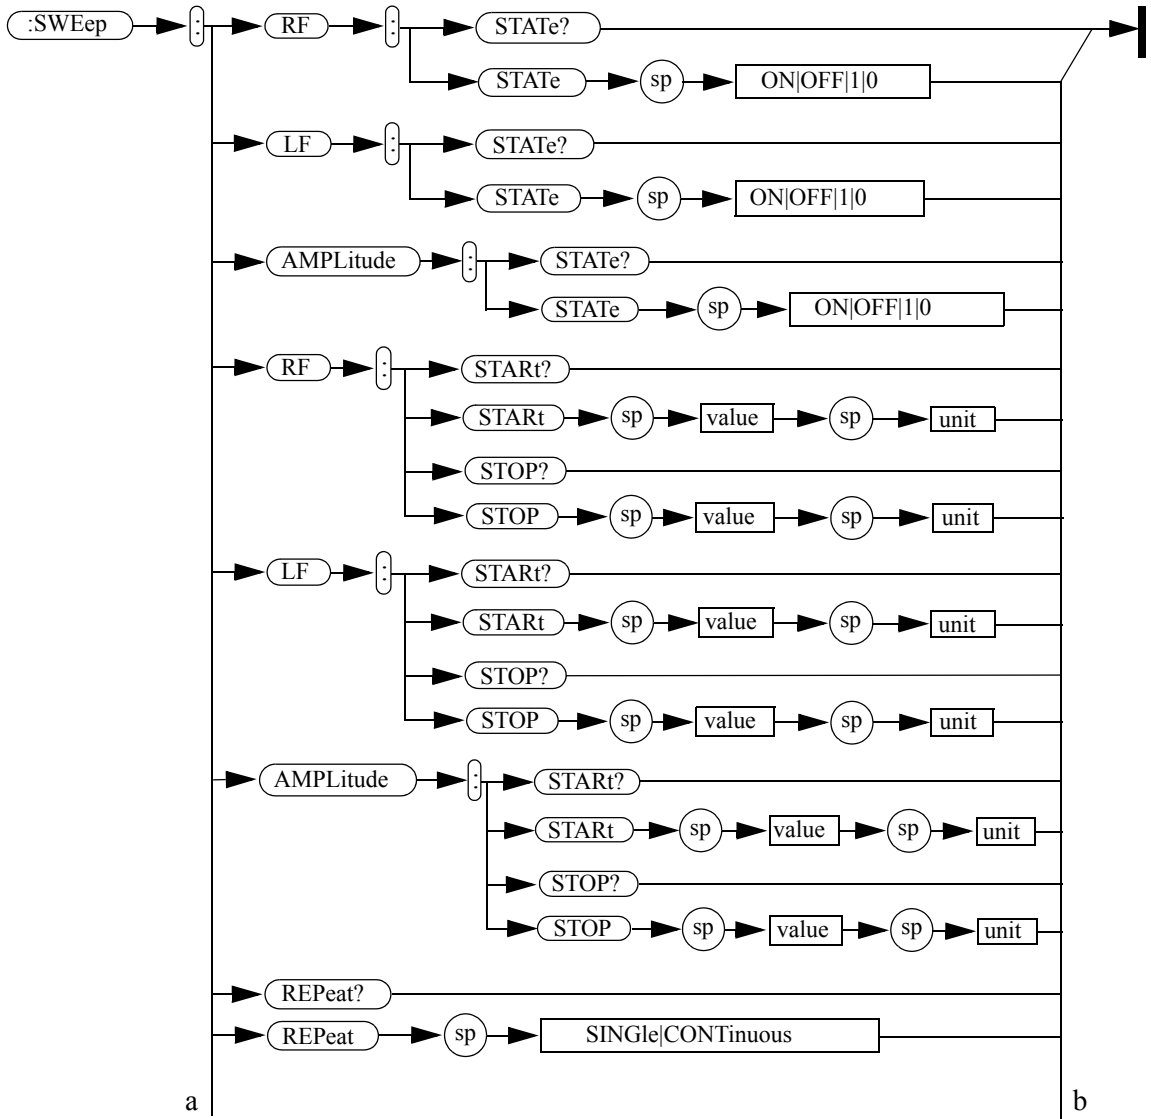 :SWEep : RF : STATe?
STATe sp ON|OFF|1|0
LF : STATe?
STATe sp ON|OFF|1|0
AMPLitude : STATe?
STATe sp ON|OFF|1|0
RF : STARt?
STARt sp value sp unit
STOP?
STOP sp value sp unit
LF : STARt?
STARt sp value sp unit
STOP?
STOP sp value sp unit
AMPLitude : STARt?
STARt sp value sp unit
STOP?
STOP sp value sp unit
REPeat?
REPeat sp SINGle|CONTinuous
a b